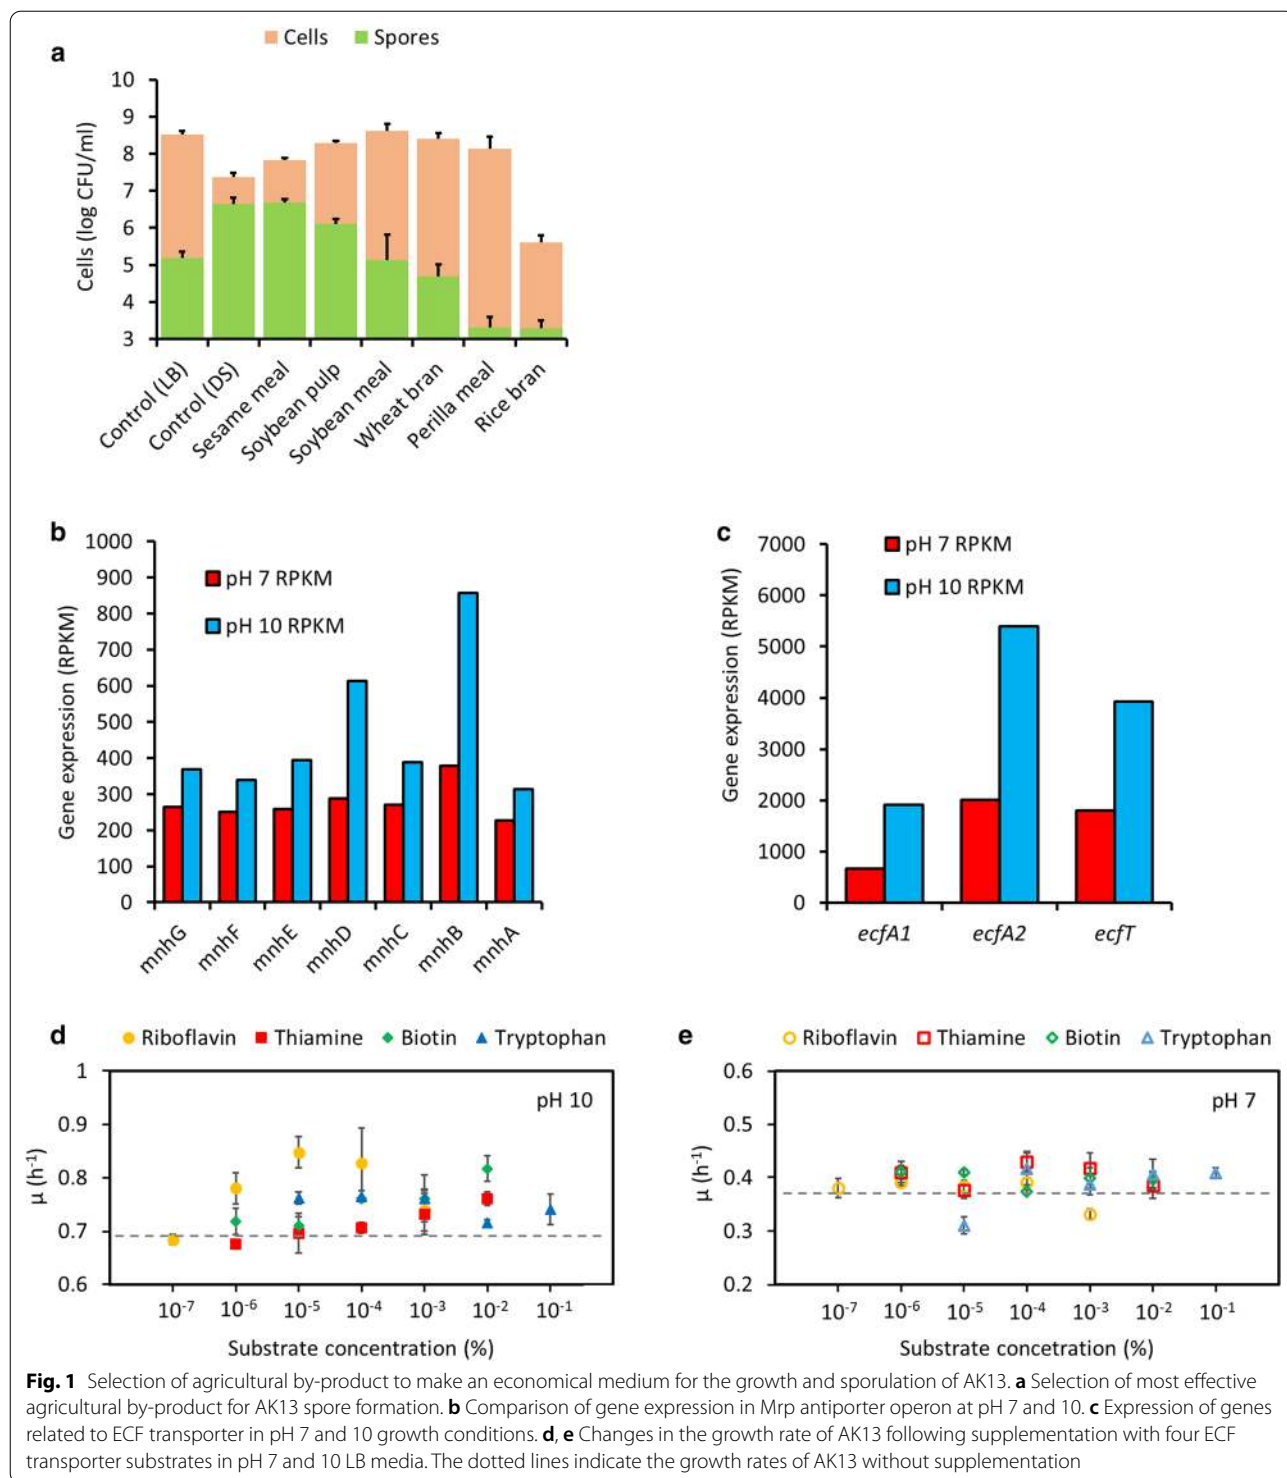 Cells Spores
a
10
9
8
7
6
5
4
3
Cells (log CFU/ml)
Control (LB)
Control (DS)
Sesame meal
Soybean pulp
Soybean meal
Wheat bran
Perilla meal
Rice bran
b
1000
900
800
700
600
500
400
300
200
100
0
Gene expression (RPKM)
pH 7 RPKM
pH 10 RPKM
mnhG
mnhF
mnhE
mnhD
mnhC
mnhB
mnhA
c
7000
6000
5000
4000
3000
2000
1000
0
Gene expression (RPKM)
pH 7 RPKM
pH 10 RPKM
ecfA1 ecfA2 ecfT
d Riboflavin Thiamine Biotin Tryptophan
1
0.9
0.8
0.7
0.6
μ (h⁻¹)
pH 10
10⁻⁷ 10⁻⁶ 10⁻⁵ 10⁻⁴ 10⁻³ 10⁻² 10⁻¹
Substrate concentration (%)
e Riboflavin Thiamine Biotin Tryptophan
0.6
0.5
0.4
0.3
0.2
μ (h⁻¹)
pH 7
10⁻⁷ 10⁻⁶ 10⁻⁵ 10⁻⁴ 10⁻³ 10⁻² 10⁻¹
Substrate concetration (%)
Fig. 1 Selection of agricultural by-product to make an economical medium for the growth and sporulation of AK13. a Selection of most effective
agricultural by-product for AK13 spore formation. b Comparison of gene expression in Mrp antiporter operon at pH 7 and 10. c Expression of genes
related to ECF transporter in pH 7 and 10 growth conditions. d, e Changes in the growth rate of AK13 following supplementation with four ECF
transporter substrates in pH 7 and 10 LB media. The dotted lines indicate the growth rates of AK13 without supplementation